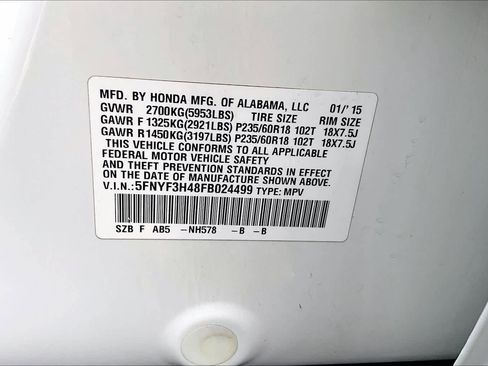 MFD. BY HONDA MFG. OF ALABAMA, LLC 01/'15
GVWR 2700KG(5953LBS) TIRE SIZE RIM SIZE
GAWR F 1325KG(2921LBS) P235/60R18 102T 18X7.5J
GAWR R 1450KG(3197LBS) P235/60R18 102T 18X7.5J
THIS VEHICLE CONFORMS TO ALL APPLICABLE
FEDERAL MOTOR VEHICLE SAFETY
AND THEFT PREVENTION STANDARDS
IN EFFECT ON THE DATE OF MANUFACTURE
SHOWN ABOVE.
V.I.N.: 5FNYF3H48FB024499 TYPE: MPV
SZB F AB5 -NH578 -B -B